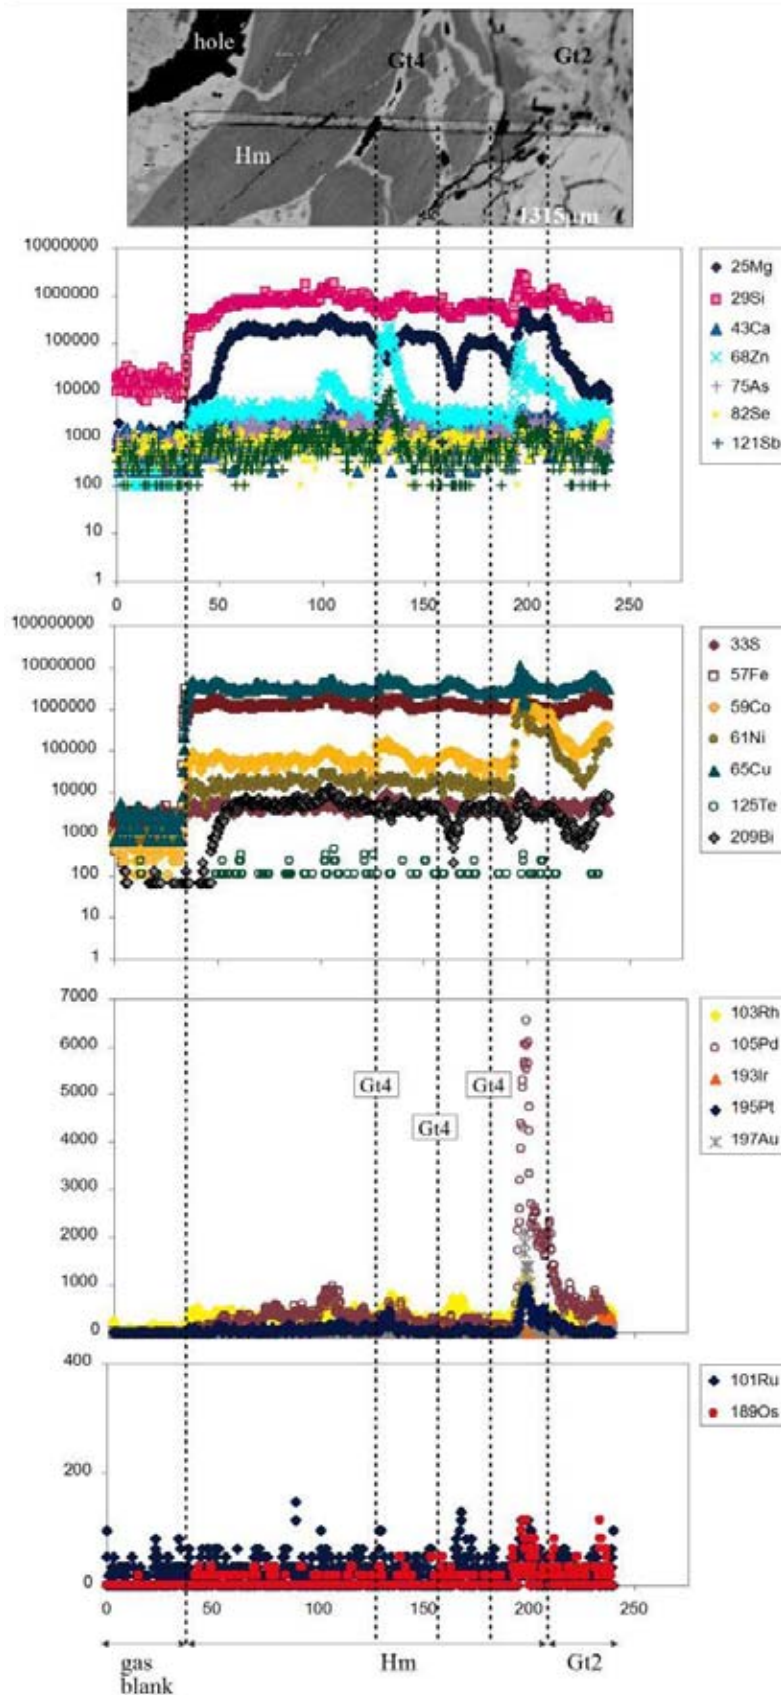 hole
Gt4
Gt2
Hm
1315µm
10000000
1000000
100000
10000
1000
100
10
1
0
50
100
150
200
250
25Mg
29Si
43Ca
68Zn
75As
82Se
121Sb
100000000
10000000
1000000
100000
10000
1000
100
10
1
33S
57Fe
59Co
61Ni
65Cu
125Te
209Bi
7000
6000
5000
4000
3000
2000
1000
0
Gt4
Gt4
Gt4
103Rh
105Pd
193Ir
195Pt
197Au
400
200
0
0
50
100
150
200
250
101Ru
189Os
gas
blank
Hm
Gt2